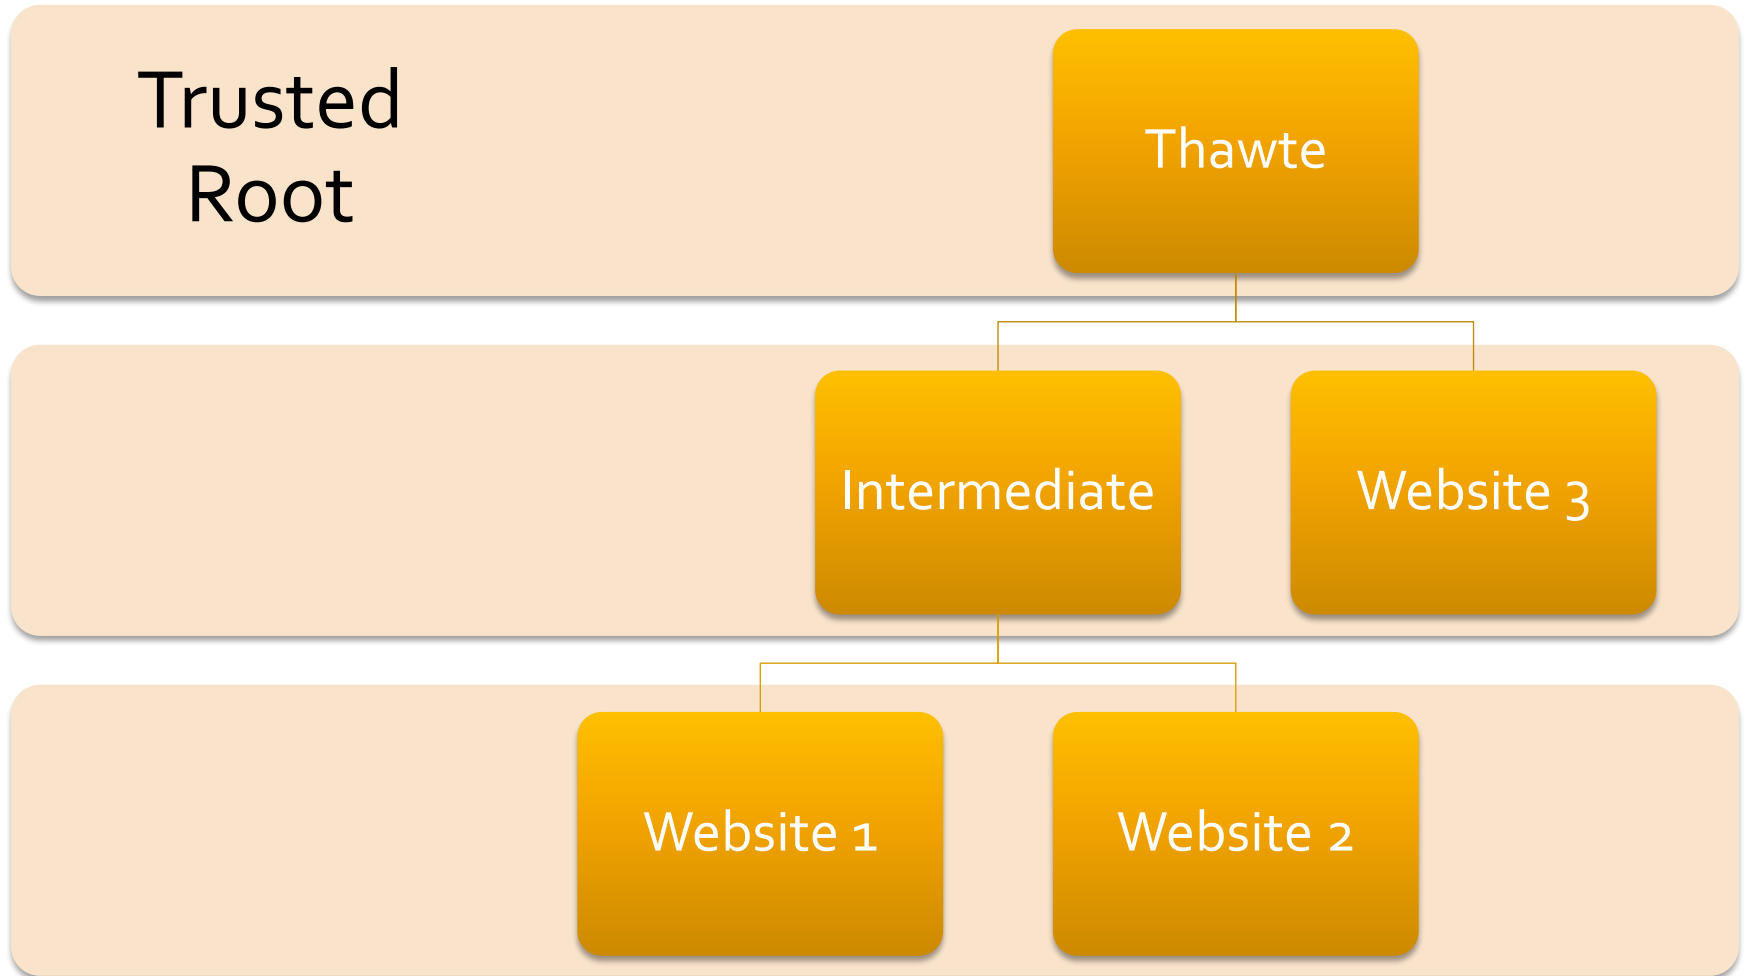 Trusted
Root
Thawte
Intermediate
Website 3
Website 1
Website 2